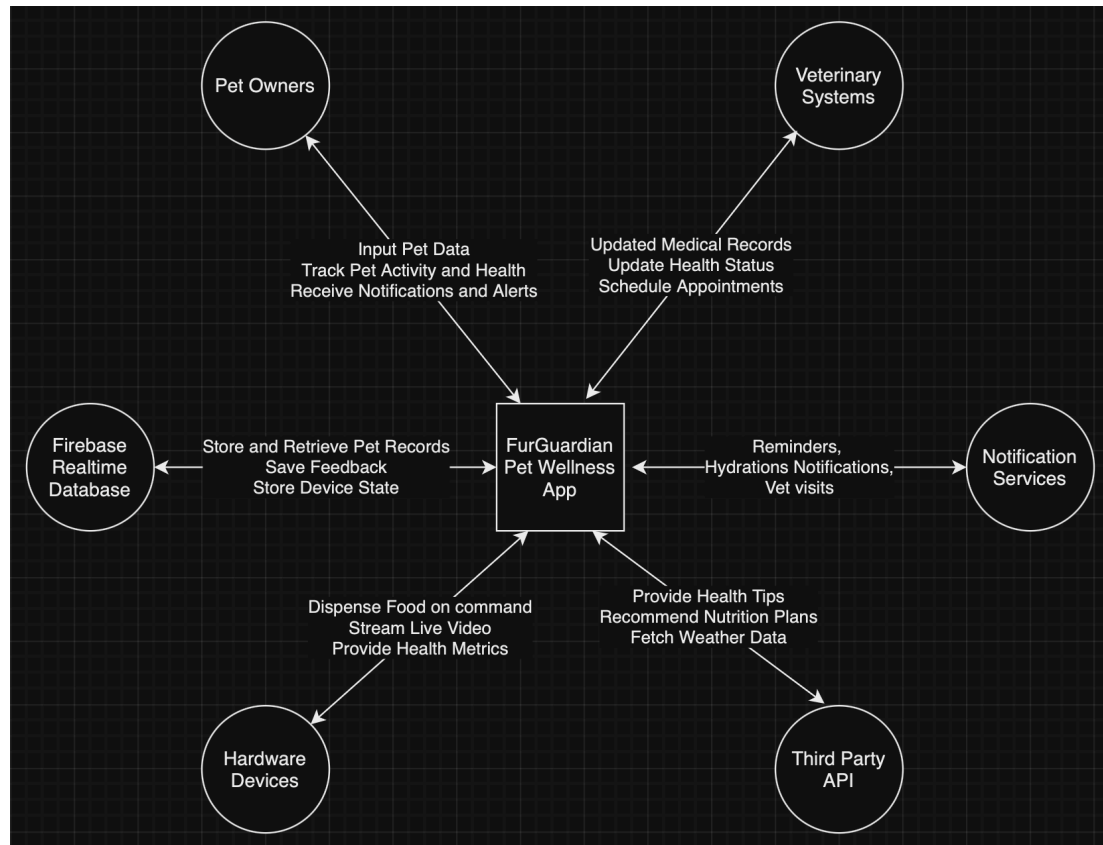 Pet Owners
Veterinary
Systems
Input Pet Data
Track Pet Activity and Health
Receive Notifications and Alerts
Updated Medical Records
Update Health Status
Schedule Appointments
Firebase
Realtime
Database
Store and Retrieve Pet Records
Save Feedback
Store Device State
FurGuardian
Pet Wellness
App
Reminders,
Hydrations Notifications,
Vet visits
Notification
Services
Dispense Food on command
Stream Live Video
Provide Health Metrics
Provide Health Tips
Recommend Nutrition Plans
Fetch Weather Data
Hardware
Devices
Third Party
API